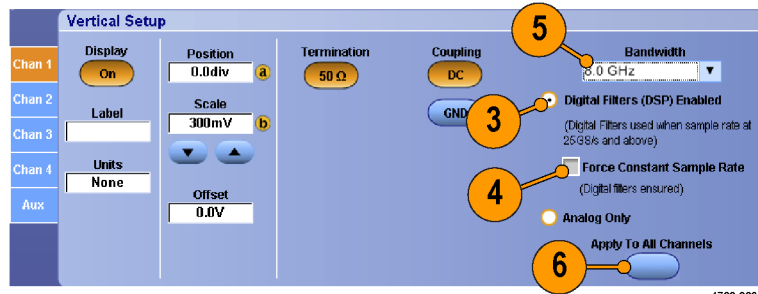 Vertical Setup
Chan 1
Chan 2
Chan 3
Chan 4
Aux
Display
On
Label
Units
None
Position
0.0div
a
Scale
300mV
b
Offset
0.0V
Termination
50 Ω
Coupling
DC
GND
5
Bandwidth
8.0 GHz
3
Digital Filters (DSP) Enabled
(Digital Filters used when sample rate at
25GS/s and above)
4
Force Constant Sample Rate
(Digital filters ensured)
Analog Only
6
Apply To All Channels